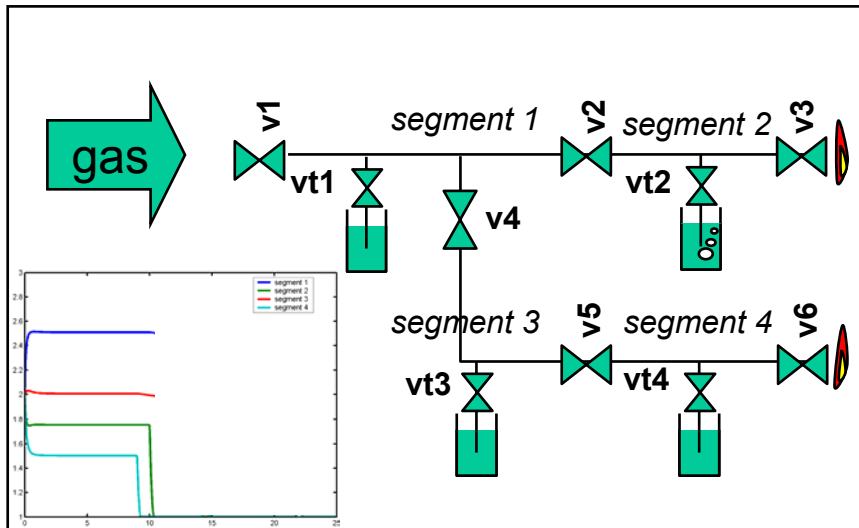 gas
v1
segment 1
v2
segment 2
v3
vt1
v4
vt2
segment 3
v5
segment 4
v6
vt3
vt4
3
2.8
2.6
2.4
2.2
2
1.8
1.6
1.4
1.2
1
segment 1
segment 2
segment 3
segment 4
0 5 10 15 20 25